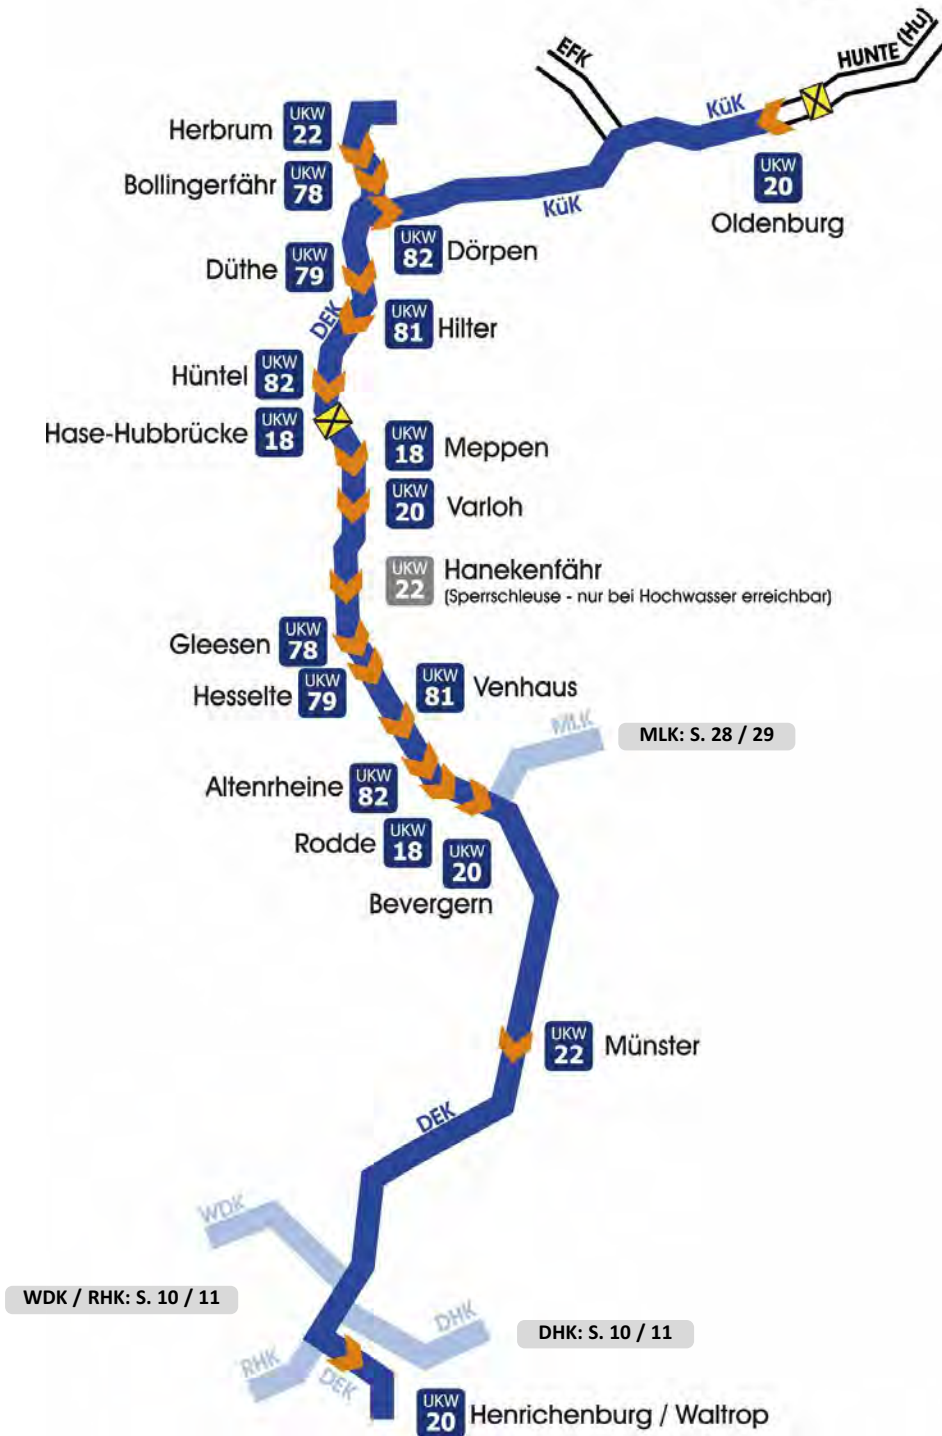 EFK
HUNTE (Hu)
KüK
Herbrum
UKW
22
Bollingerfähr
UKW
78
KüK
UKW
20
Oldenburg
UKW
82
Dörpen
Düthe
UKW
79
DEK
UKW
81
Hilter
Hüntel
UKW
82
Hase-Hubbrücke
UKW
18
UKW
18
Meppen
UKW
20
Varloh
UKW
22
Hanekenfähr
(Sperrschleuse - nur bei Hochwasser erreichbar)
Gleesen
UKW
78
Hesselte
UKW
79
UKW
81
Venhaus
MLK
MLK: S. 28 / 29
Altenrheine
UKW
82
Rodde
UKW
18
UKW
20
Bevergern
UKW
22
Münster
DEK
WDK
WDK / RHK: S. 10 / 11
DHK
DHK: S. 10 / 11
RHK
DEK
UKW
20
Henrichenburg / Waltrop